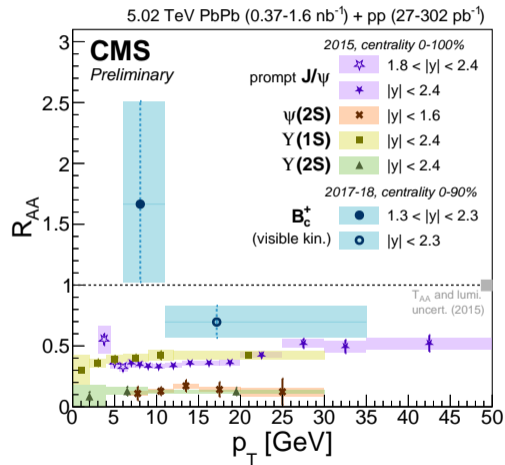 5.02 TeV PbPb (0.37-1.6 nb⁻¹) + pp (27-302 pb⁻¹)
CMS
Preliminary
2015, centrality 0-100%
prompt J/ψ
1.8 < |y| < 2.4
|y| < 2.4
ψ(2S) |y| < 1.6
Υ(1S) |y| < 2.4
Υ(2S) |y| < 2.4
2017-18, centrality 0-90%
B_c^+ 1.3 < |y| < 2.3
(visible kin.) |y| < 2.3
T_AA and lumi.
uncert. (2015)
R_AA
3
2.5
2
1.5
1
0.5
0
0 5 10 15 20 25 30 35 40 45 50
p_T [GeV]